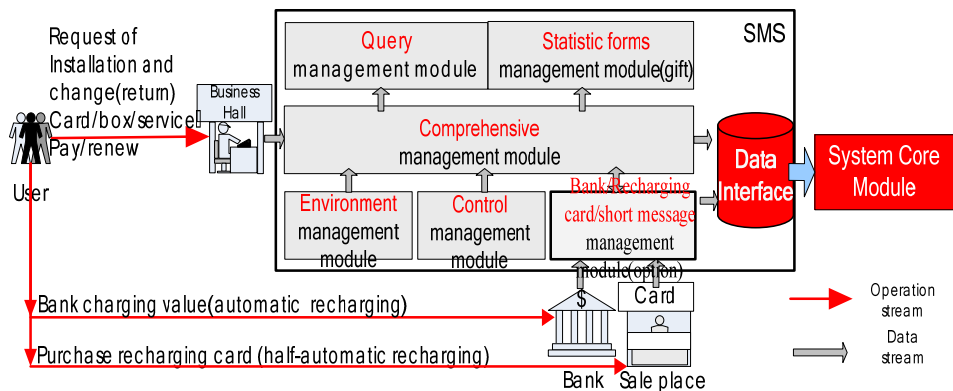 Request of
Installation and
change(return)
Card/box/service
Pay/renew
User
Business
Hall
SMS
Query
management module
Statistic forms
management module(gift)
Comprehensive
management module
Environment
management
module
Control
management
module
Bank/Recharging
card/short message
management
module(option)
Data
Interface
System Core
Module
Bank charging value(automatic recharging)
Purchase recharging card (half-automatic recharging)
$
Bank
Card
Sale place
Operation
stream
Data
stream